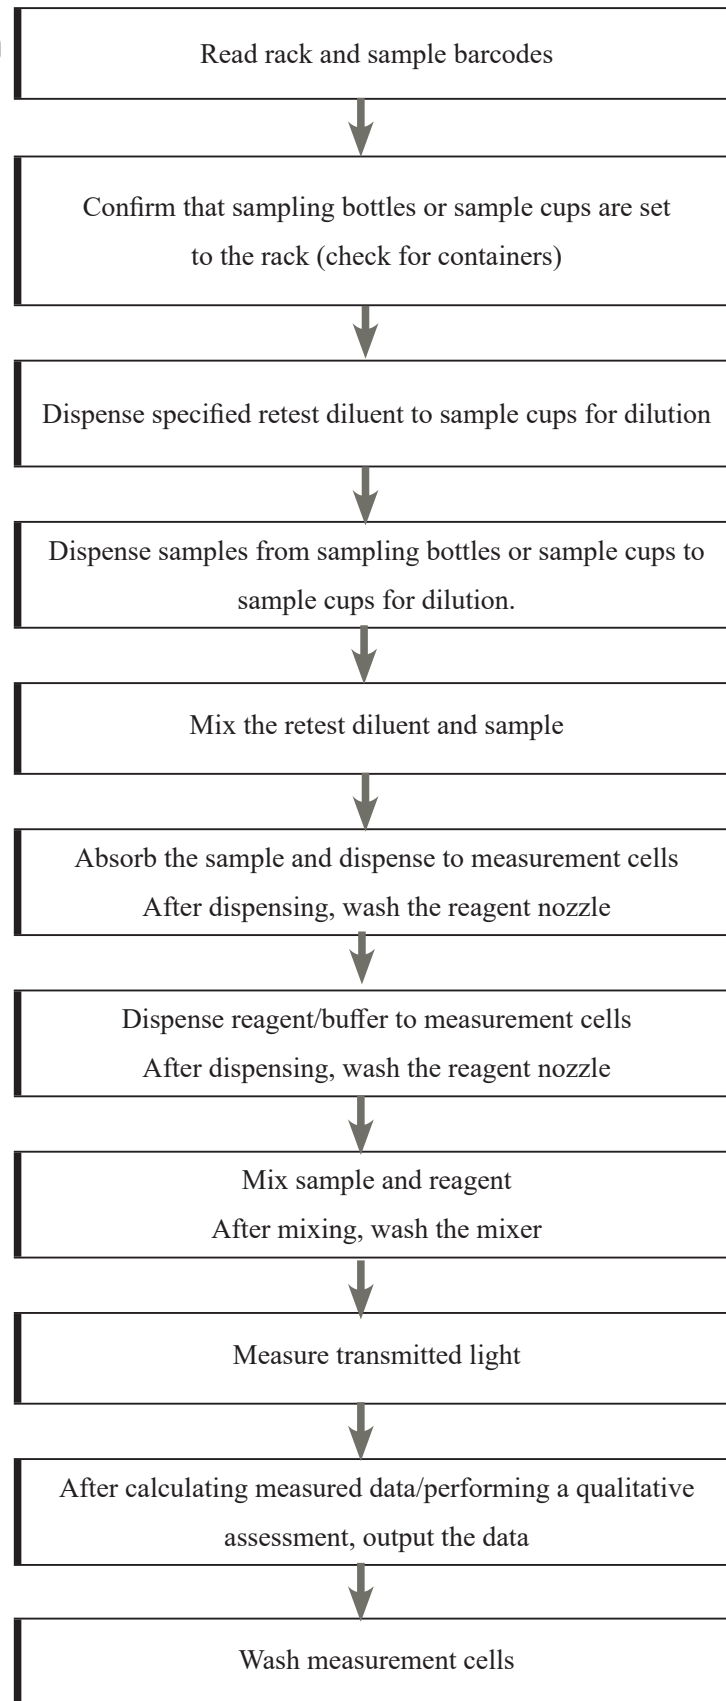 Read rack and sample barcodes
Confirm that sampling bottles or sample cups are set
to the rack (check for containers)
Dispense specified retest diluent to sample cups for dilution
Dispense samples from sampling bottles or sample cups to
sample cups for dilution.
Mix the retest diluent and sample
Absorb the sample and dispense to measurement cells
After dispensing, wash the reagent nozzle
Dispense reagent/buffer to measurement cells
After dispensing, wash the reagent nozzle
Mix sample and reagent
After mixing, wash the mixer
Measure transmitted light
After calculating measured data/performing a qualitative
assessment, output the data
Wash measurement cells